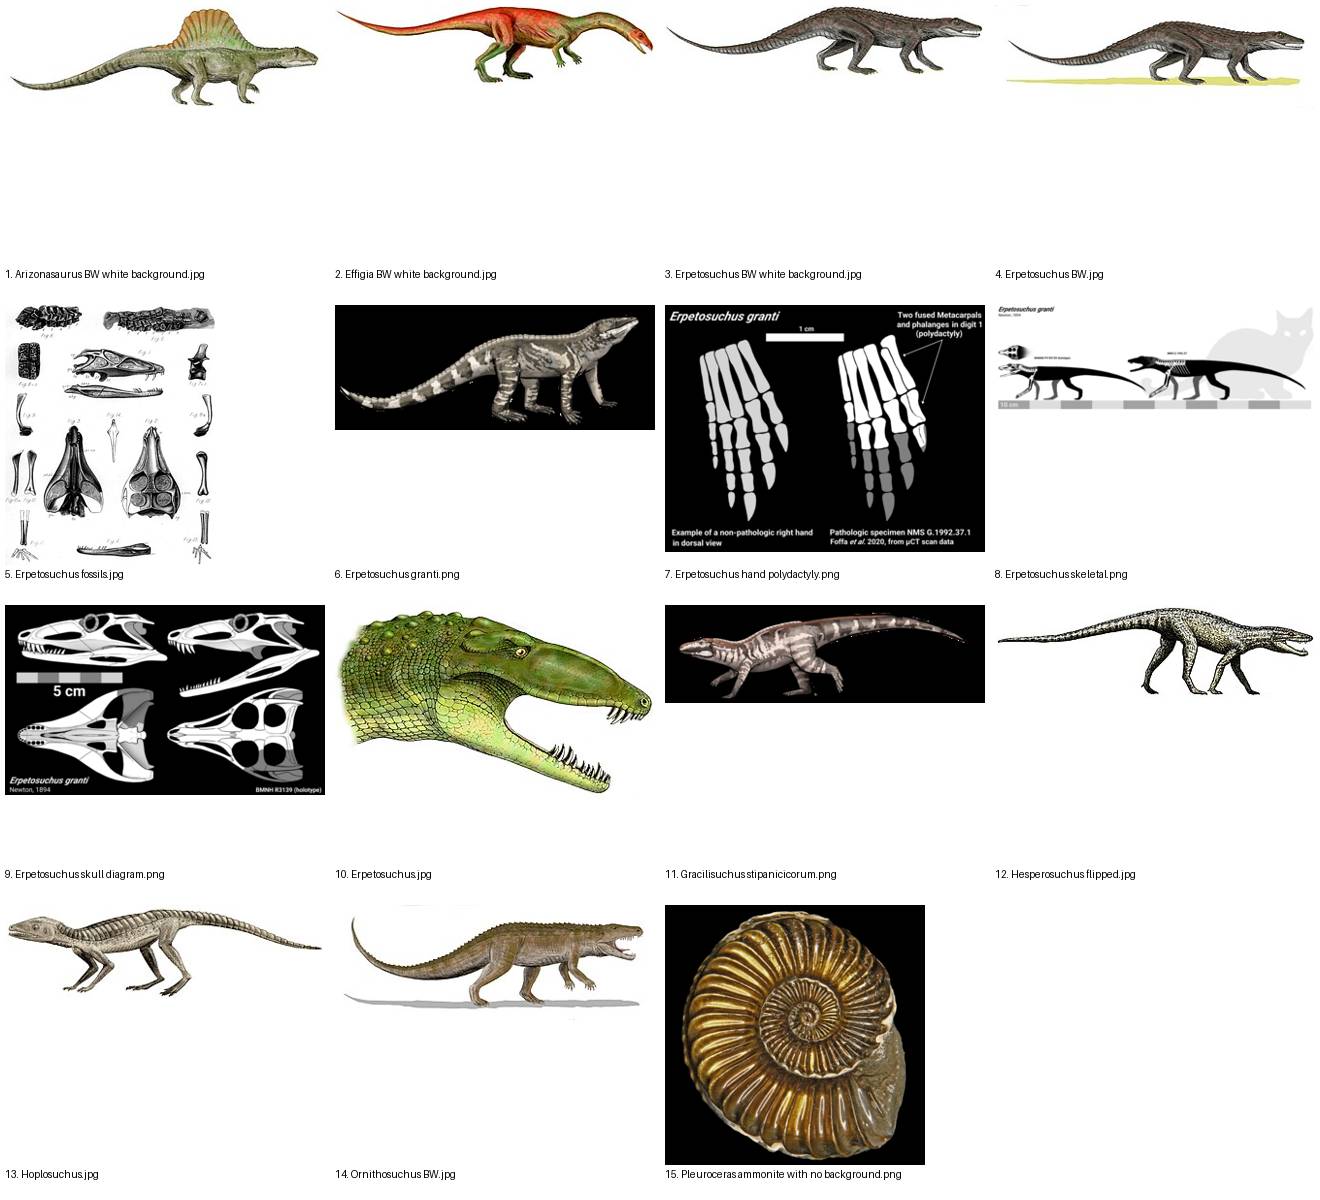 1. Arizonasaurus BW white background.jpg
2. Effigia BW white background.jpg
3. Erpetosuchus BW white background.jpg
4. Erpetosuchus BW.jpg
Erpetosuchus granti
1 cm
Two fused Metacarpals
and phalanges in digit 1
(polydactyly)
Example of a non-pathologic right hand
in dorsal view
Pathologic specimen NMS G.1992.37.1
Foffa et al. 2020, from µCT scan data
Erpetosuchus granti
Newton, 1894
10 cm
5. Erpetosuchus fossils.jpg
6. Erpetosuchus granti.png
7. Erpetosuchus hand polydactyly.png
8. Erpetosuchus skeletal.png
5 cm
Erpetosuchus granti
Newton, 1894
BMNH R3139 (holotype)
9. Erpetosuchus skull diagram.png
10. Erpetosuchus.jpg
11. Gracilisuchus stipanicicorum.png
12. Hesperosuchus flipped.jpg
13. Hoplosuchus.jpg
14. Ornithosuchus BW.jpg
15. Pleuroceras ammonite with no background.png